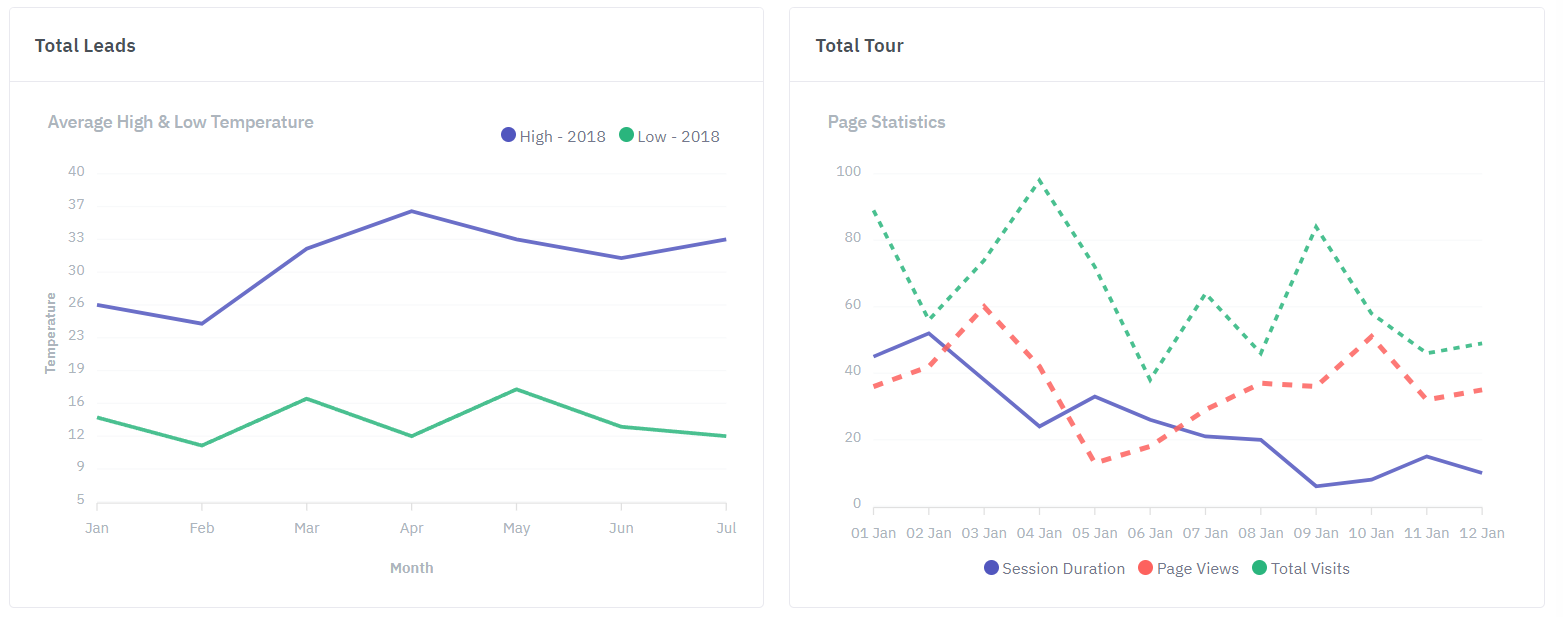 Total Leads
Average High & Low Temperature
High - 2018 Low - 2018
40
37
33
30
26
23
19
16
12
9
5
Temperature
Jan Feb Mar Apr May Jun Jul
Month
Total Tour
Page Statistics
100
80
60
40
20
0
01 Jan 02 Jan 03 Jan 04 Jan 05 Jan 06 Jan 07 Jan 08 Jan 09 Jan 10 Jan 11 Jan 12 Jan
Session Duration Page Views Total Visits